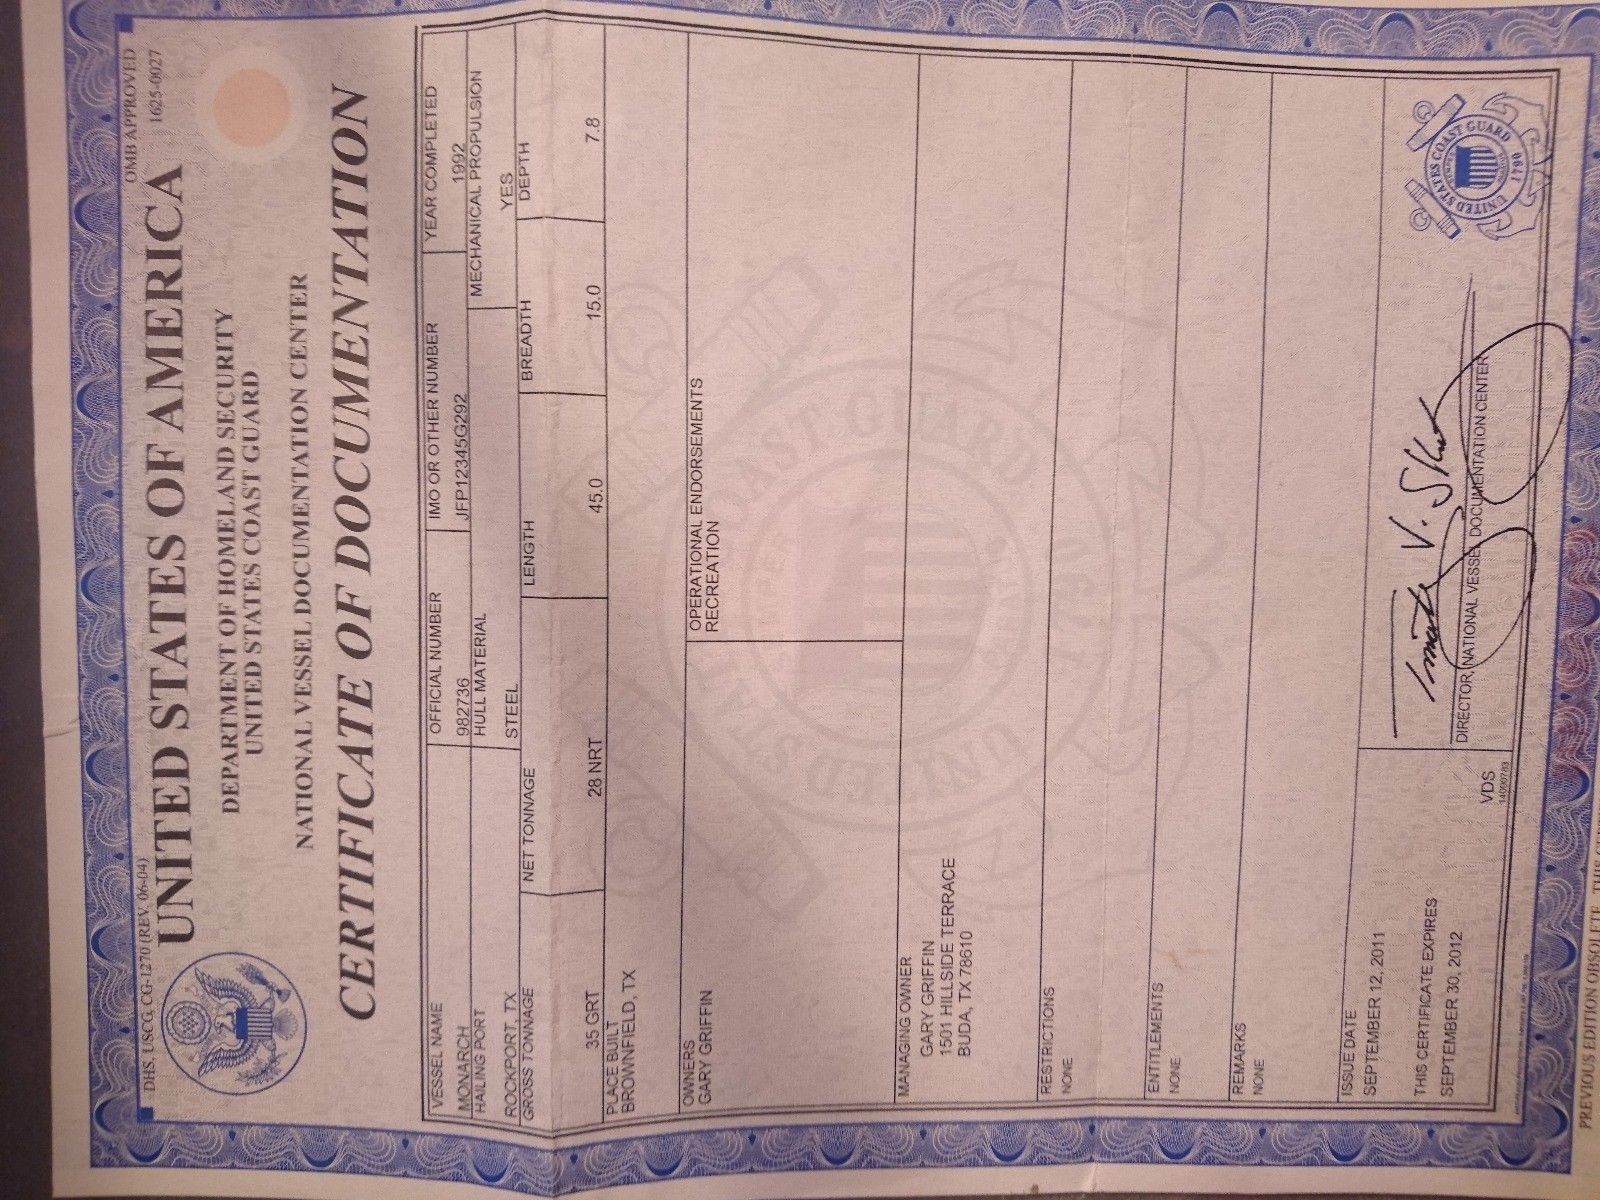 DHS, USCG, CG-1270 (REV. 06-04)
OMB APPROVED
1625-0027
UNITED STATES OF AMERICA
DEPARTMENT OF HOMELAND SECURITY
UNITED STATES COAST GUARD
NATIONAL VESSEL DOCUMENTATION CENTER
CERTIFICATE OF DOCUMENTATION
VESSEL NAME OFFICIAL NUMBER IMO OR OTHER NUMBER YEAR COMPLETED
MONARCH 982736 JFP12345G292 1992
HAILING PORT HULL MATERIAL MECHANICAL PROPULSION
ROCKPORT, TX STEEL YES
GROSS TONNAGE NET TONNAGE LENGTH BREADTH DEPTH
35 GRT 28 NRT 45.0 15.0 7.8
PLACE BUILT
BROWNFIELD, TX
OWNERS OPERATIONAL ENDORSEMENTS
GARY GRIFFIN RECREATION
MANAGING OWNER
GARY GRIFFIN
1501 HILLSIDE TERRACE
BUDA, TX 78610
RESTRICTIONS
NONE
ENTITLEMENTS
NONE
REMARKS
NONE
ISSUE DATE
SEPTEMBER 12, 2011
THIS CERTIFICATE EXPIRES
SEPTEMBER 30, 2012
VDS
DIRECTOR, NATIONAL VESSEL DOCUMENTATION CENTER
UNITED STATES COAST GUARD
1790
PREVIOUS EDITION OBSOLETE. THIS